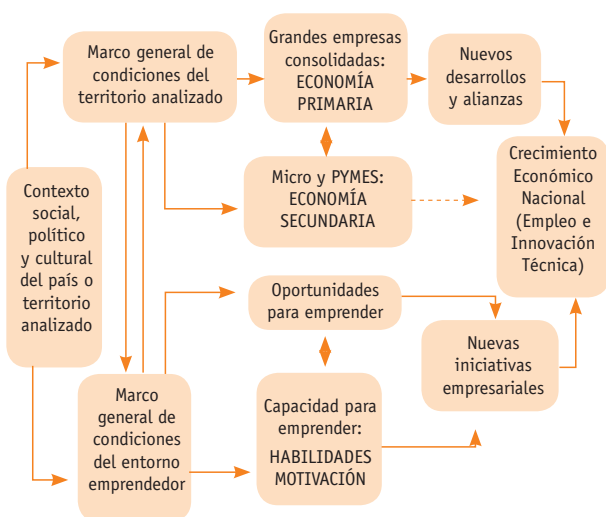 Marco general de
condiciones del
territorio analizado
Grandes empresas
consolidadas:
ECONOMÍA
PRIMARIA
Nuevos
desarrollos
y alianzas
Contexto
social,
político
y cultural
del país o
territorio
analizado
Micro y PYMES:
ECONOMÍA
SECUNDARIA
Crecimiento
Económico
Nacional
(Empleo e
Innovación
Técnica)
Oportunidades
para emprender
Nuevas
iniciativas
empresariales
Marco
general de
condiciones
del entorno
emprendedor
Capacidad para
emprender:
HABILIDADES
MOTIVACIÓN